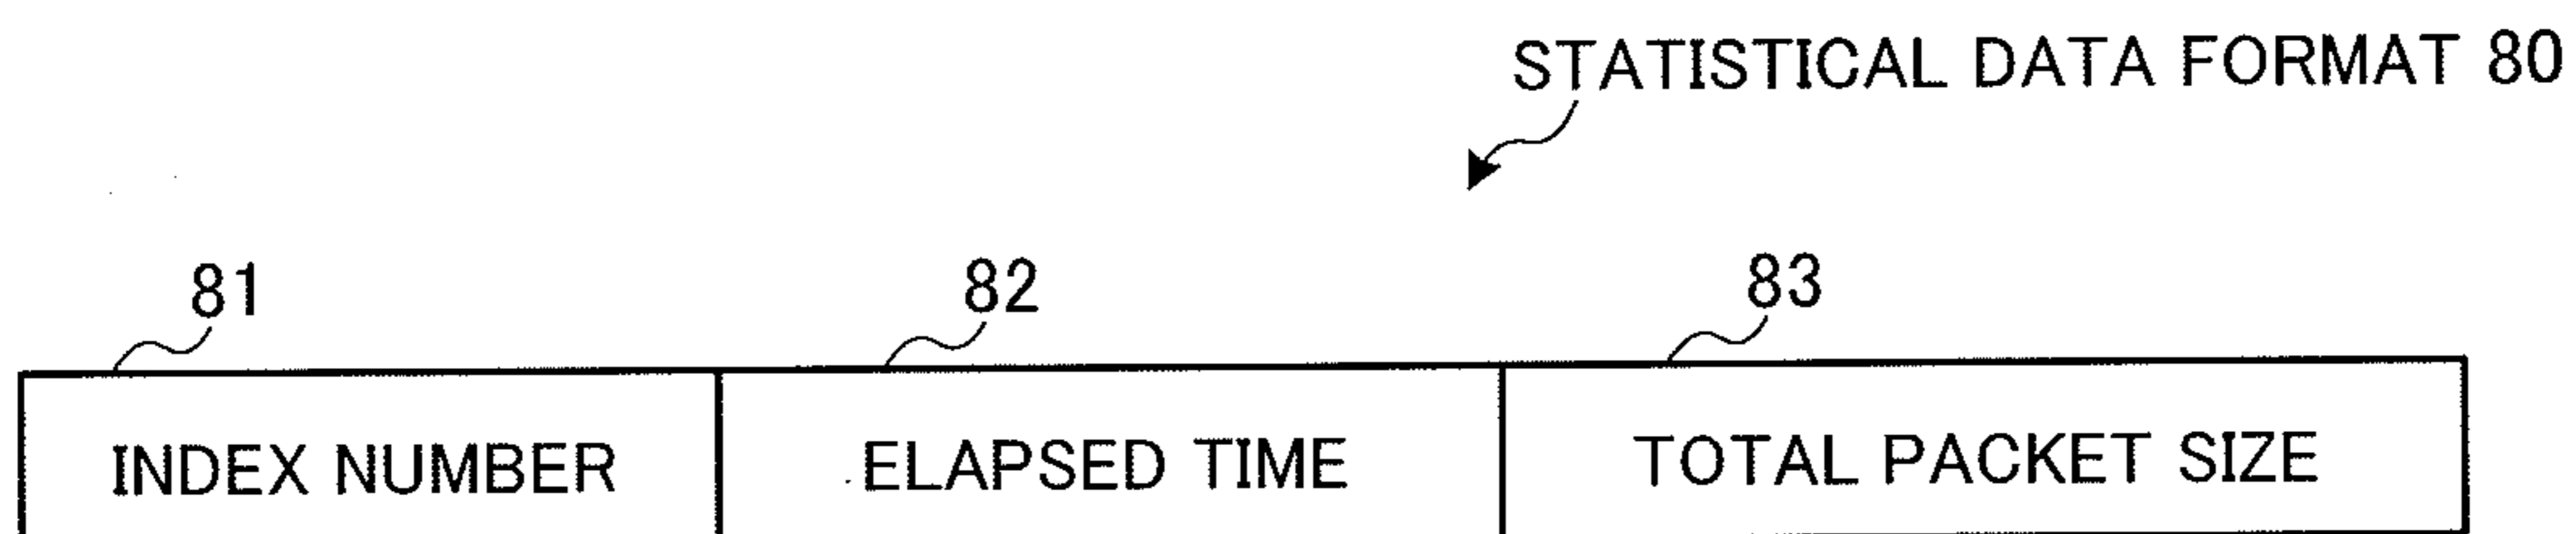 STATISTICAL DATA FORMAT 80
81 82 83
INDEX NUMBER ELAPSED TIME TOTAL PACKET SIZE